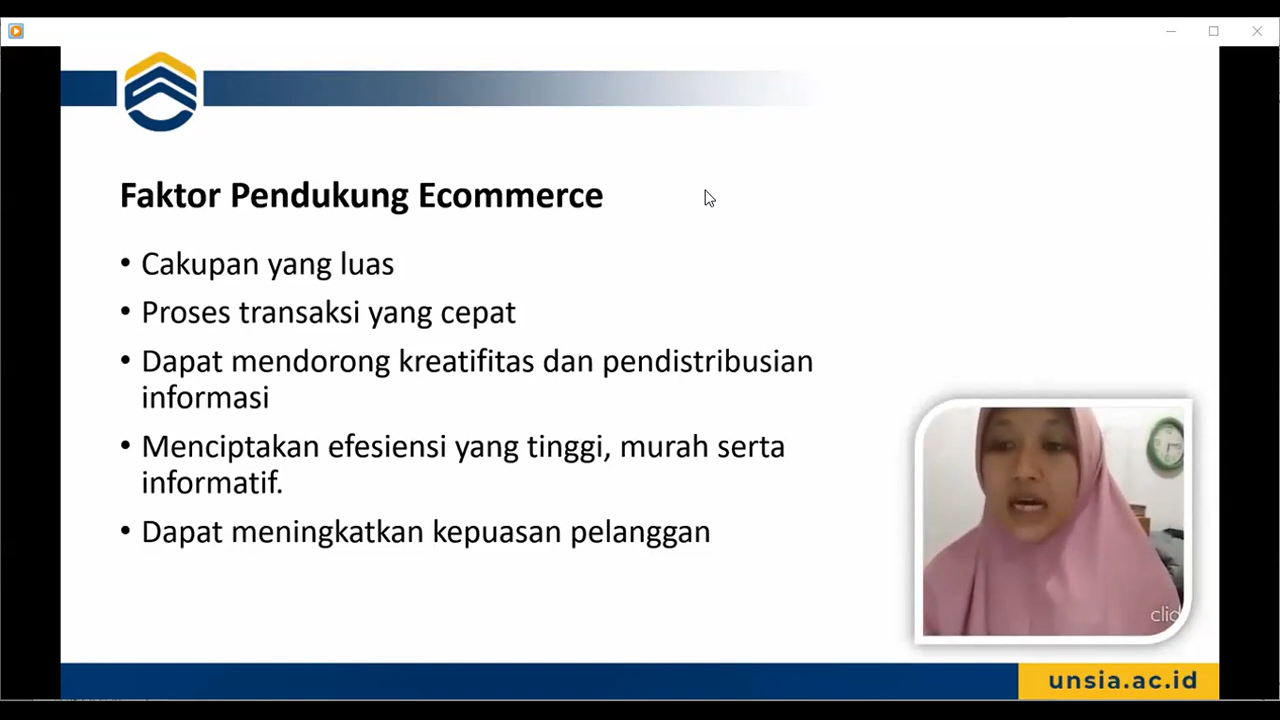 Faktor Pendukung Ecommerce
• Cakupan yang luas
• Proses transaksi yang cepat
• Dapat mendorong kreatifitas dan pendistribusian
informasi
• Menciptakan efesiensi yang tinggi, murah serta
informatif.
• Dapat meningkatkan kepuasan pelanggan
unsia.ac.id